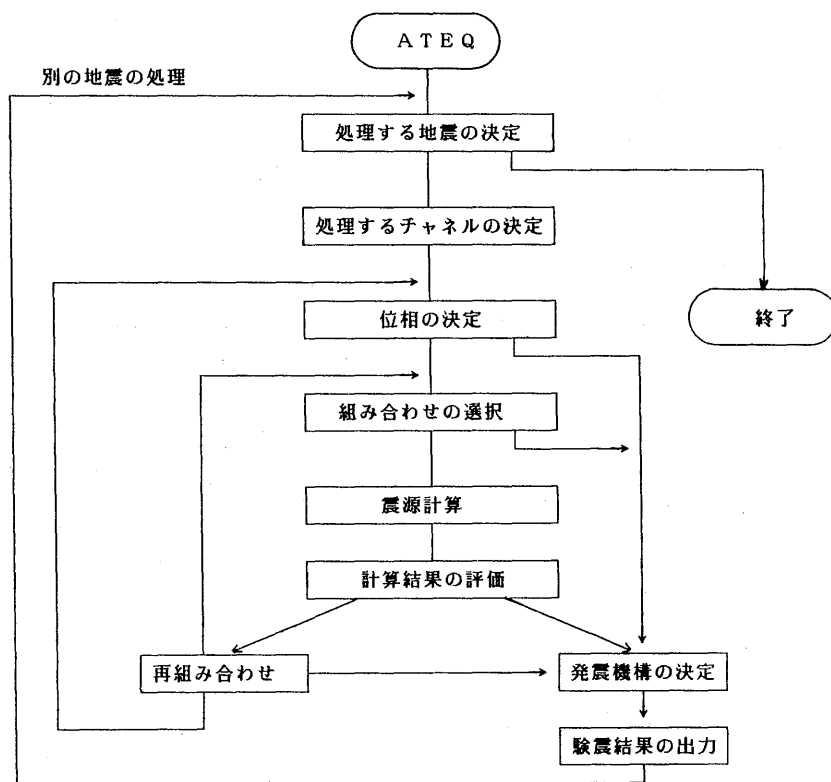 ATEQ
別の地震の処理
処理する地震の決定
処理するチャネルの決定
位相の決定
終了
組み合わせの選択
震源計算
計算結果の評価
再組み合わせ
発震機構の決定
験震結果の出力